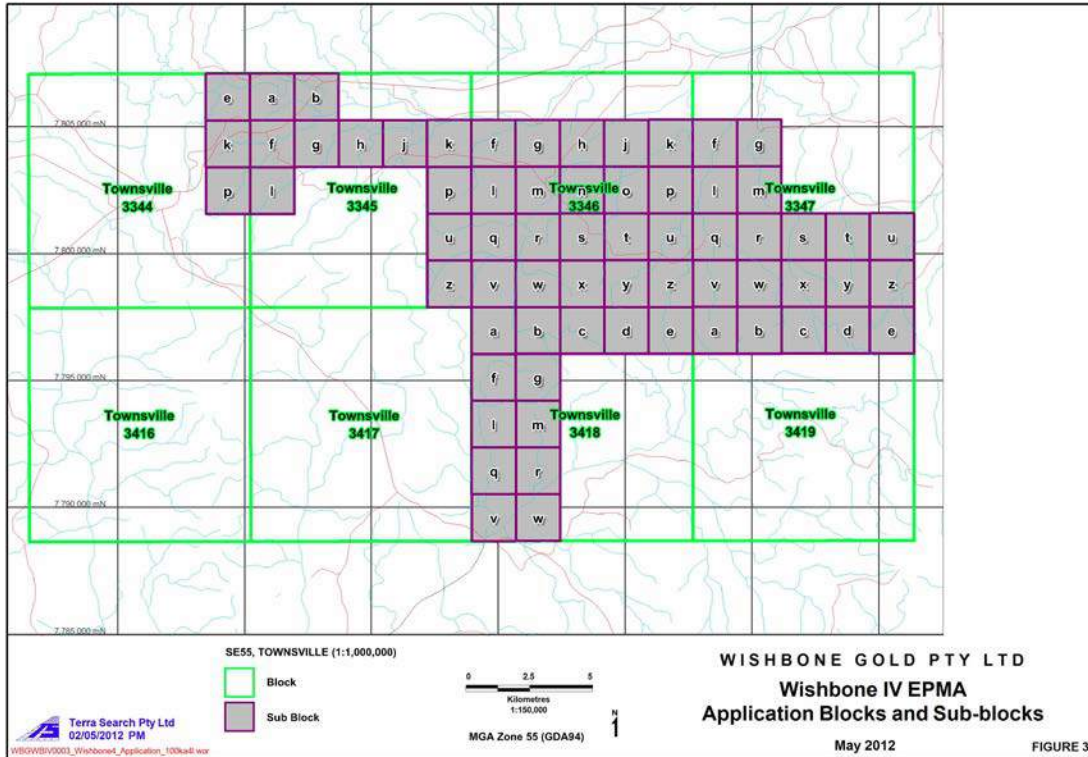 e a b
7,805,000 mN
k f g h j k f g h j k f g
p l p l m n o p l m
Townsville 3344
Townsville 3345
Townsville 3346
Townsville 3347
u q r s t u q r s t u
7,800,000 mN
z v w x y z v w x y z
a b c d e a b c d e
7,795,000 mN
f g
Townsville 3416
Townsville 3417
Townsville 3418
Townsville 3419
l m
q r
7,790,000 mN
v w
7,785,000 mN
SE55, TOWNSVILLE (1:1,000,000)
Block
Sub Block
0 2.5 5
Kilometres
1:150,000
MGA Zone 55 (GDA94)
N
WISHBONE GOLD PTY LTD
Wishbone IV EPMA
Application Blocks and Sub-blocks
May 2012
FIGURE 3
Terra Search Pty Ltd
02/05/2012 PM
WBGWBIV0003_Wishbone4_Application_100ka4l.wor